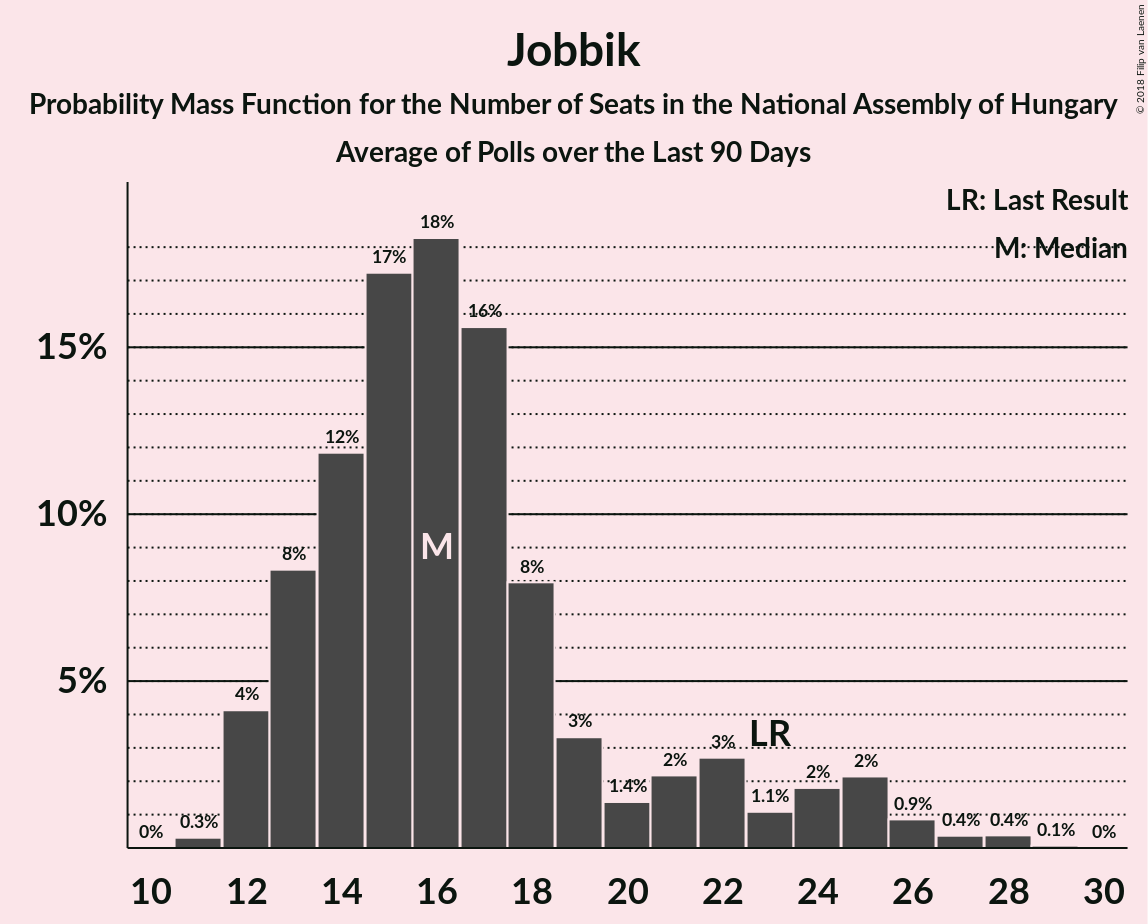 Jobbik
Probability Mass Function for the Number of Seats in the National Assembly of Hungary
Average of Polls over the Last 90 Days
© 2018 Filip van Laenen
LR: Last Result
M: Median
15%
10%
5%
0%
0.3%
4%
8%
12%
17%
18%
16%
8%
3%
1.4%
2%
3%
1.1%
2%
2%
0.9%
0.4%
0.4%
0.1%
0%
M
LR
10 12 14 16 18 20 22 24 26 28 30